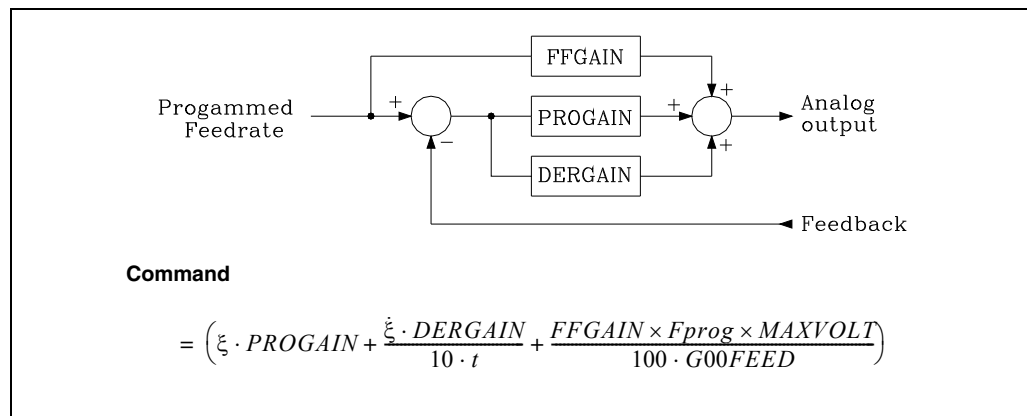 FFGAIN
+
Progammed
Feedrate
+
−
PROGAIN
+
+
Analog
output
DERGAIN
Feedback
Command
= (ξ · PROGAIN + ξ̇ · DERGAIN / 10 · t + FFGAIN × Fprog × MAXVOLT / 100 · G00FEED)